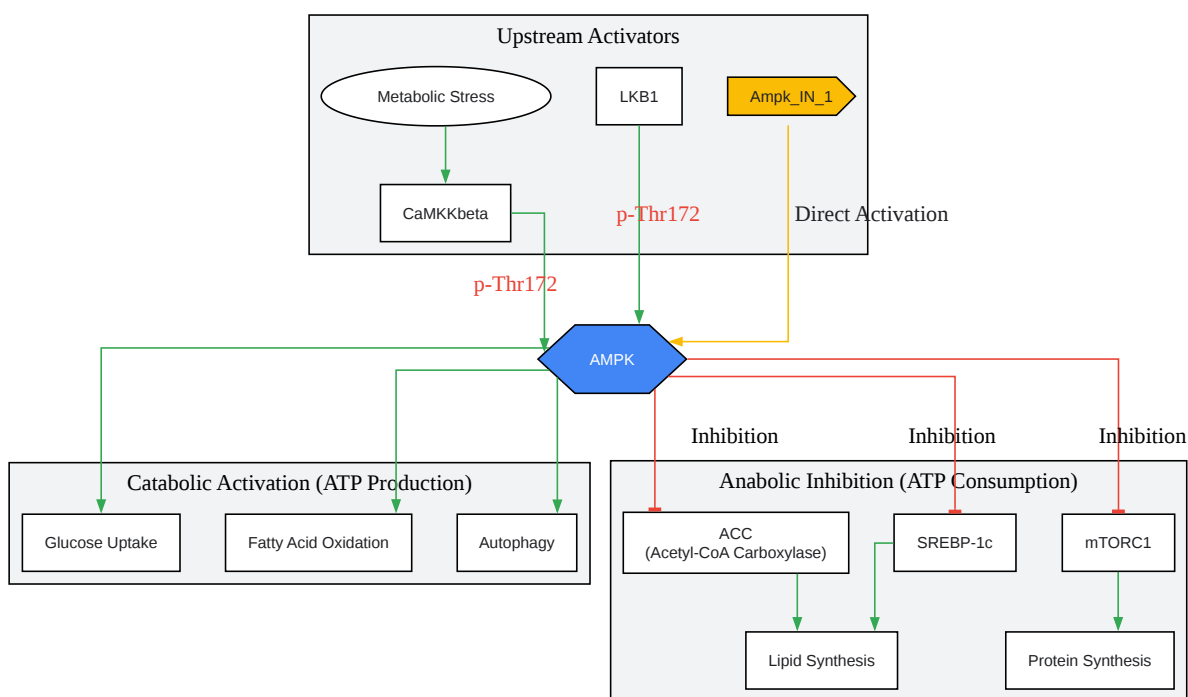 Upstream Activators
Metabolic Stress
LKB1
Ampk_IN_1
CaMKKbeta
p-Thr172
Direct Activation
p-Thr172
AMPK
Inhibition
Inhibition
Inhibition
Catabolic Activation (ATP Production)
Anabolic Inhibition (ATP Consumption)
Glucose Uptake
Fatty Acid Oxidation
Autophagy
ACC
(Acetyl-CoA Carboxylase)
SREBP-1c
mTORC1
Lipid Synthesis
Protein Synthesis